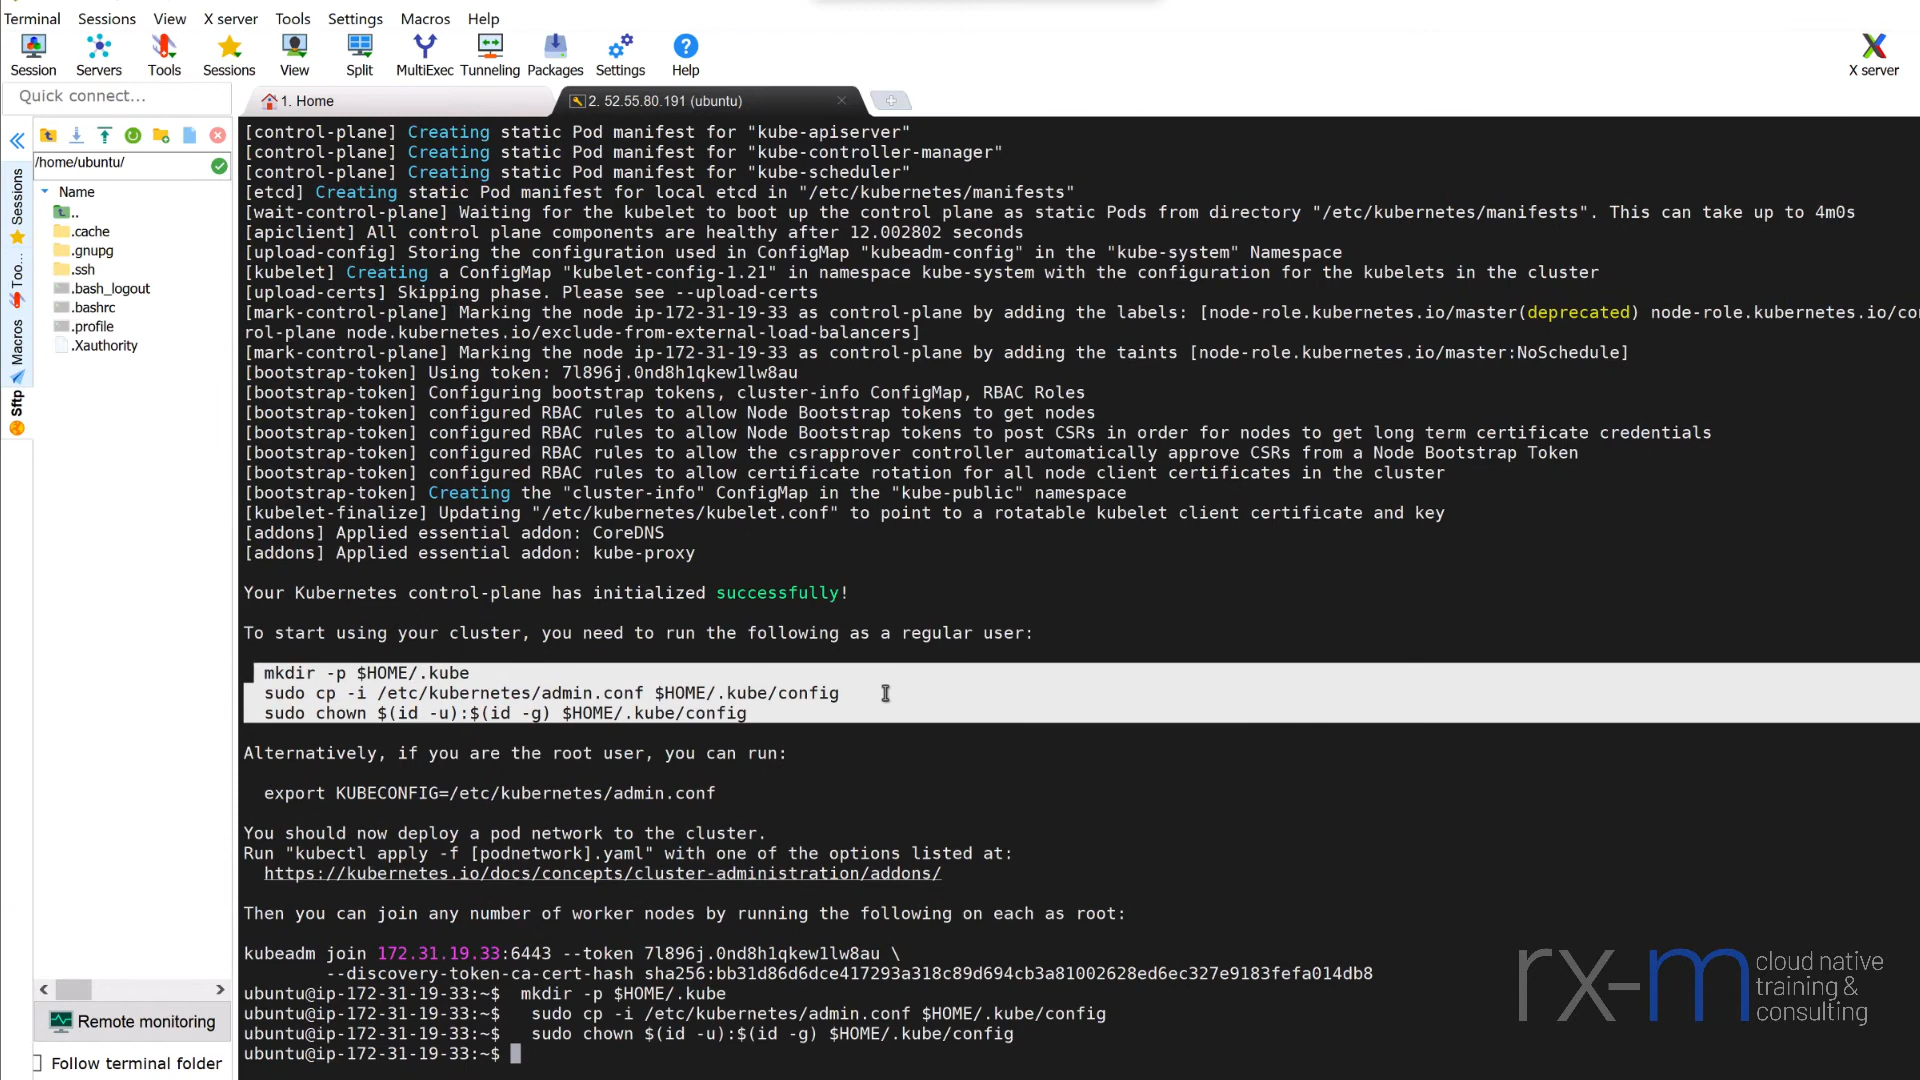 Terminal Sessions View X server Tools Settings Macros Help
Session Servers Tools Sessions View Split MultiExec Tunneling Packages Settings Help X server
Quick connect...
1. Home
2. 52.55.80.191 (ubuntu)
/home/ubuntu/
Name
..
.cache
.gnupg
.ssh
.bash_logout
.bashrc
.profile
.Xauthority
Sessions
Too...
Macros
Sftp
Remote monitoring
Follow terminal folder
[control-plane] Creating static Pod manifest for "kube-apiserver"
[control-plane] Creating static Pod manifest for "kube-controller-manager"
[control-plane] Creating static Pod manifest for "kube-scheduler"
[etcd] Creating static Pod manifest for local etcd in "/etc/kubernetes/manifests"
[wait-control-plane] Waiting for the kubelet to boot up the control plane as static Pods from directory "/etc/kubernetes/manifests". This can take up to 4m0s
[apiclient] All control plane components are healthy after 12.002802 seconds
[upload-config] Storing the configuration used in ConfigMap "kubeadm-config" in the "kube-system" Namespace
[kubelet] Creating a ConfigMap "kubelet-config-1.21" in namespace kube-system with the configuration for the kubelets in the cluster
[upload-certs] Skipping phase. Please see --upload-certs
[mark-control-plane] Marking the node ip-172-31-19-33 as control-plane by adding the labels: [node-role.kubernetes.io/master(deprecated) node-role.kubernetes.io/co
rol-plane node.kubernetes.io/exclude-from-external-load-balancers]
[mark-control-plane] Marking the node ip-172-31-19-33 as control-plane by adding the taints [node-role.kubernetes.io/master:NoSchedule]
[bootstrap-token] Using token: 7l896j.0nd8h1qkew1lw8au
[bootstrap-token] Configuring bootstrap tokens, cluster-info ConfigMap, RBAC Roles
[bootstrap-token] configured RBAC rules to allow Node Bootstrap tokens to get nodes
[bootstrap-token] configured RBAC rules to allow Node Bootstrap tokens to post CSRs in order for nodes to get long term certificate credentials
[bootstrap-token] configured RBAC rules to allow the csrapprover controller automatically approve CSRs from a Node Bootstrap Token
[bootstrap-token] configured RBAC rules to allow certificate rotation for all node client certificates in the cluster
[bootstrap-token] Creating the "cluster-info" ConfigMap in the "kube-public" namespace
[kubelet-finalize] Updating "/etc/kubernetes/kubelet.conf" to point to a rotatable kubelet client certificate and key
[addons] Applied essential addon: CoreDNS
[addons] Applied essential addon: kube-proxy
Your Kubernetes control-plane has initialized successfully!
To start using your cluster, you need to run the following as a regular user:
mkdir -p $HOME/.kube
sudo cp -i /etc/kubernetes/admin.conf $HOME/.kube/config
sudo chown $(id -u):$(id -g) $HOME/.kube/config
Alternatively, if you are the root user, you can run:
export KUBECONFIG=/etc/kubernetes/admin.conf
You should now deploy a pod network to the cluster.
Run "kubectl apply -f [podnetwork].yaml" with one of the options listed at:
https://kubernetes.io/docs/concepts/cluster-administration/addons/
Then you can join any number of worker nodes by running the following on each as root:
kubeadm join 172.31.19.33:6443 --token 7l896j.0nd8h1qkew1lw8au \
--discovery-token-ca-cert-hash sha256:bb31d86d6dce417293a318c89d694cb3a81002628ed6ec327e9183fefa014db8
ubuntu@ip-172-31-19-33:~$ mkdir -p $HOME/.kube
ubuntu@ip-172-31-19-33:~$ sudo cp -i /etc/kubernetes/admin.conf $HOME/.kube/config
ubuntu@ip-172-31-19-33:~$ sudo chown $(id -u):$(id -g) $HOME/.kube/config
ubuntu@ip-172-31-19-33:~$
rx-m cloud native
training &
consulting